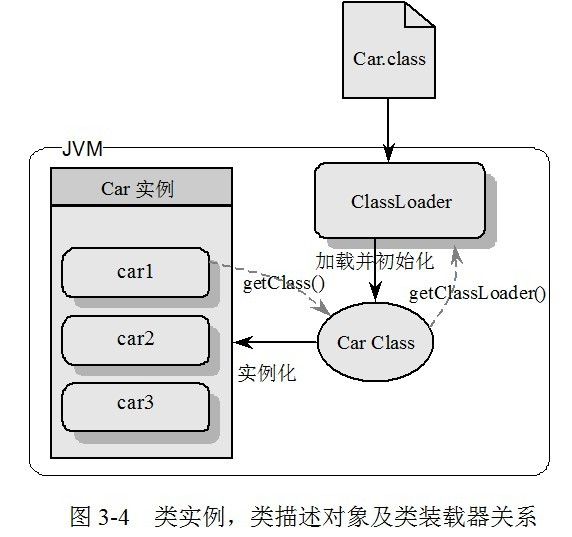 Car.class
JVM
Car 实例
ClassLoader
加载并初始化
car1
getClass()
getClassLoader()
car2
Car Class
实例化
car3
图 3-4 类实例，类描述对象及类装载器关系